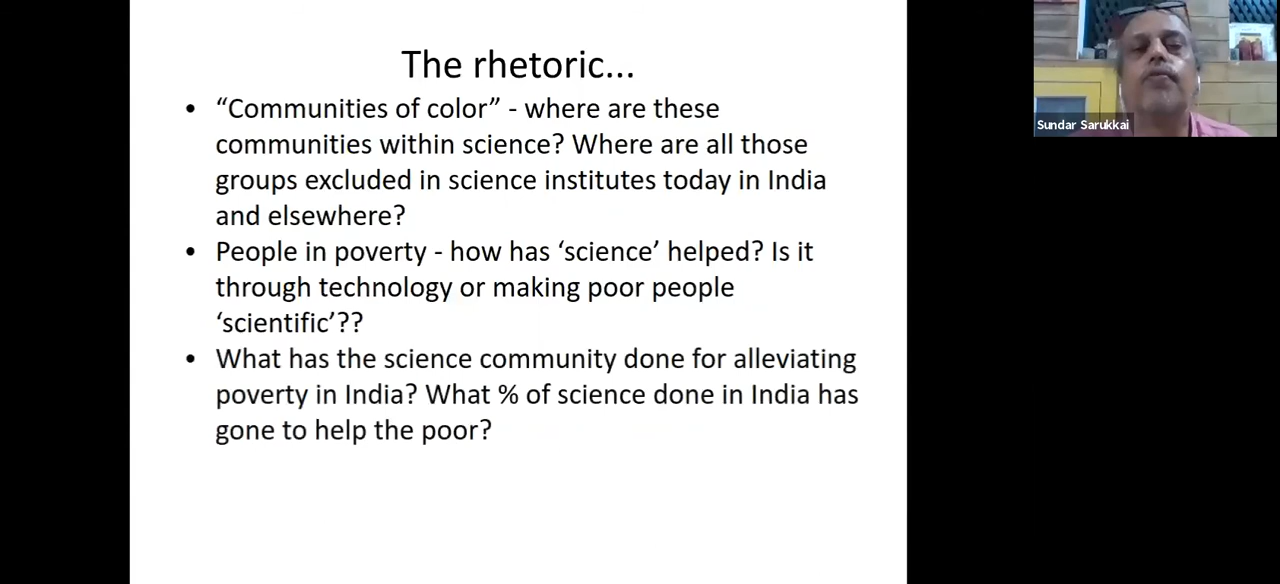 The rhetoric...
• “Communities of color” - where are these
communities within science? Where are all those
groups excluded in science institutes today in India
and elsewhere?
• People in poverty - how has ‘science’ helped? Is it
through technology or making poor people
‘scientific’??
• What has the science community done for alleviating
poverty in India? What % of science done in India has
gone to help the poor?
Sundar Sarukkai